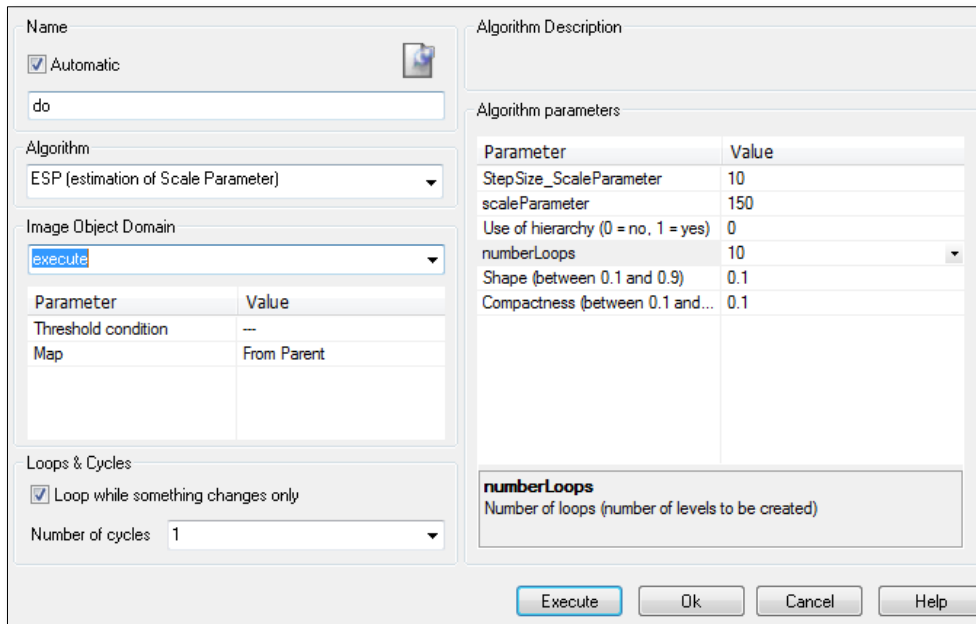 Name
Automatic
do
Algorithm
ESP (estimation of Scale Parameter)
Image Object Domain
execute
Parameter Value
Threshold condition ---
Map From Parent
Loops & Cycles
Loop while something changes only
Number of cycles 1
Algorithm Description
Algorithm parameters
Parameter Value
StepSize_ScaleParameter 10
scaleParameter 150
Use of hierarchy (0 = no, 1 = yes) 0
numberLoops 10
Shape (between 0.1 and 0.9) 0.1
Compactness (between 0.1 and... 0.1
numberLoops
Number of loops (number of levels to be created)
Execute Ok Cancel Help